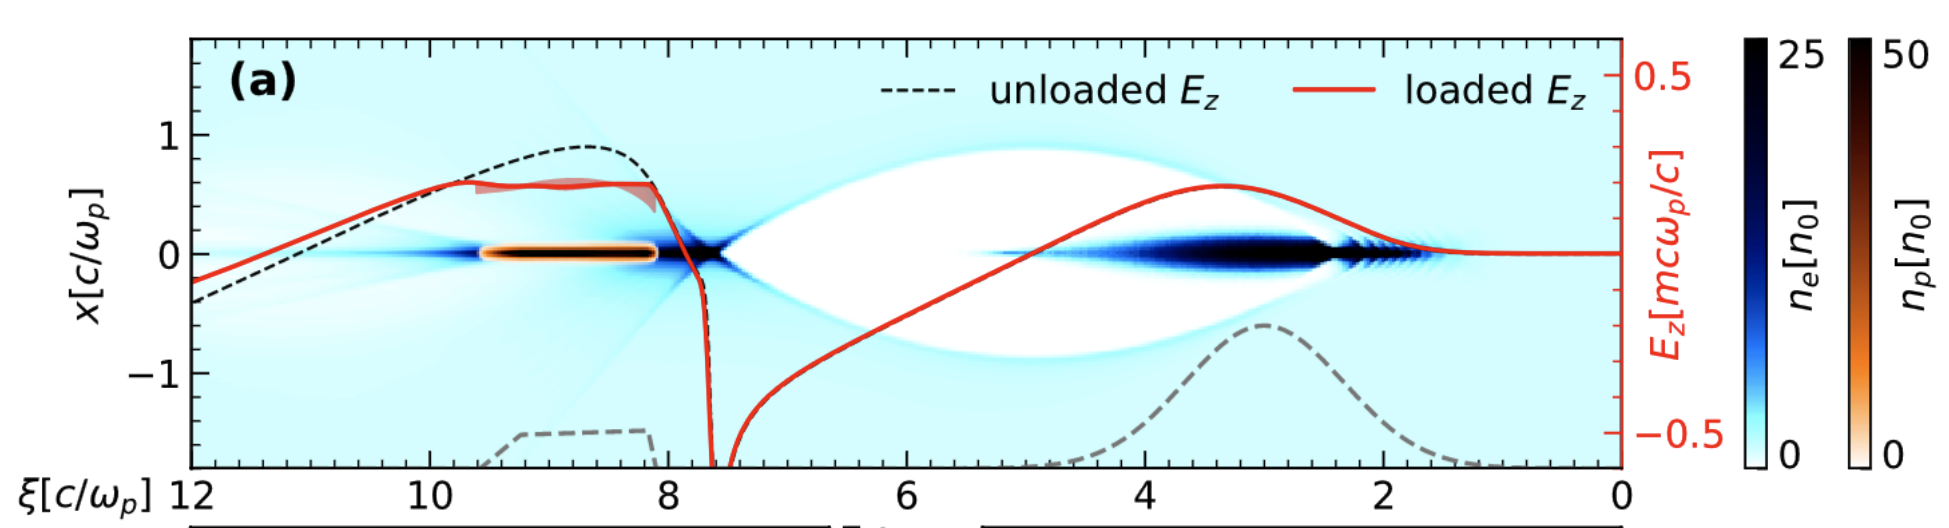 (a)
unloaded E_z
loaded E_z
0.5
-0.5
E_z[mcω_p/c]
1
0
−1
x[c/ω_p]
ξ[c/ω_p]
12 10 8 6 4 2 0
25
0
n_e[n_0]
50
0
n_p[n_0]